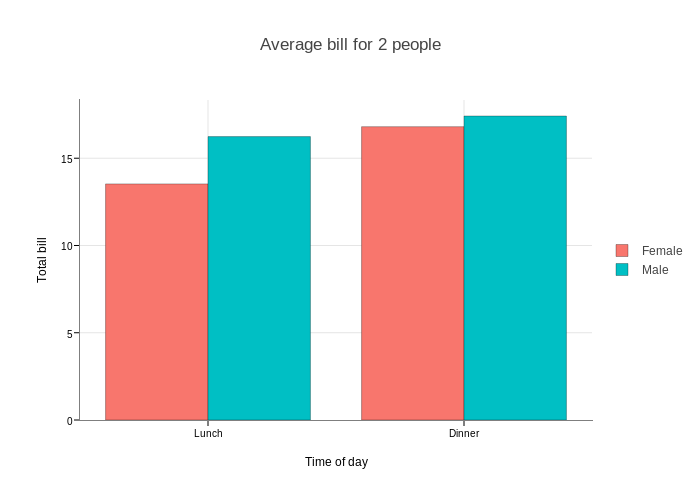 Average bill for 2 people
Total bill
15
10
5
0
Lunch
Dinner
Time of day
Female
Male